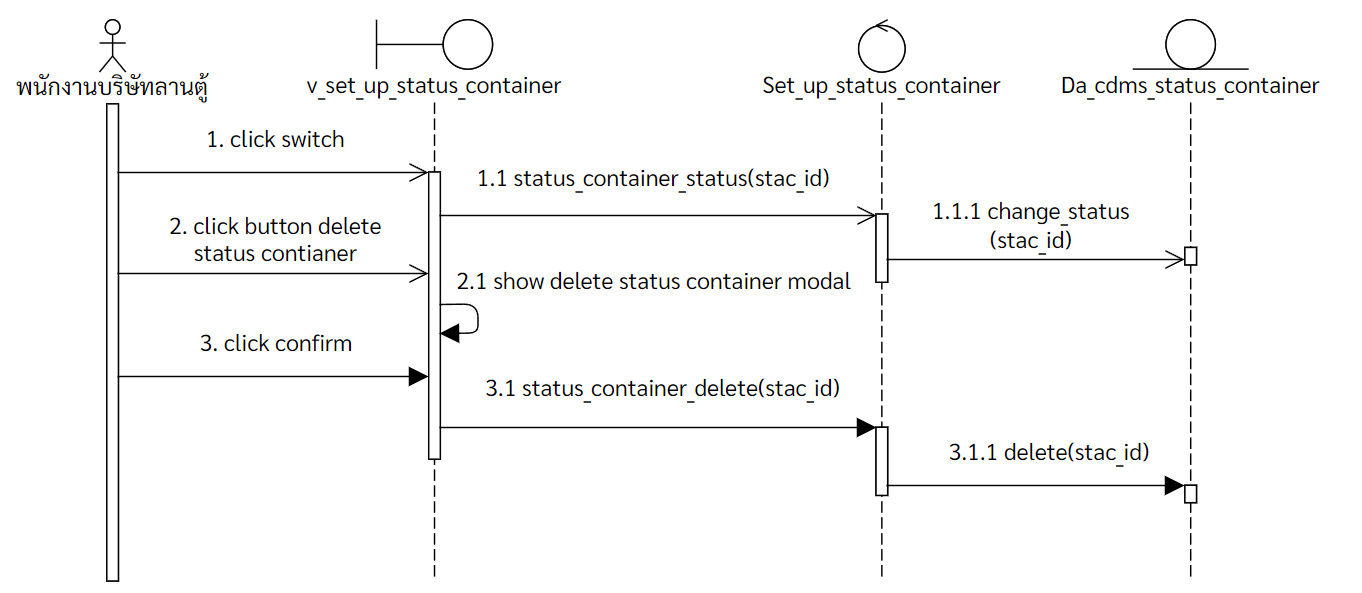 พนักงานบริษัทลานตู้
v_set_up_status_container
Set_up_status_container
Da_cdms_status_container
1. click switch
1.1 status_container_status(stac_id)
1.1.1 change_status
(stac_id)
2. click button delete
status contianer
2.1 show delete status container modal
3. click confirm
3.1 status_container_delete(stac_id)
3.1.1 delete(stac_id)